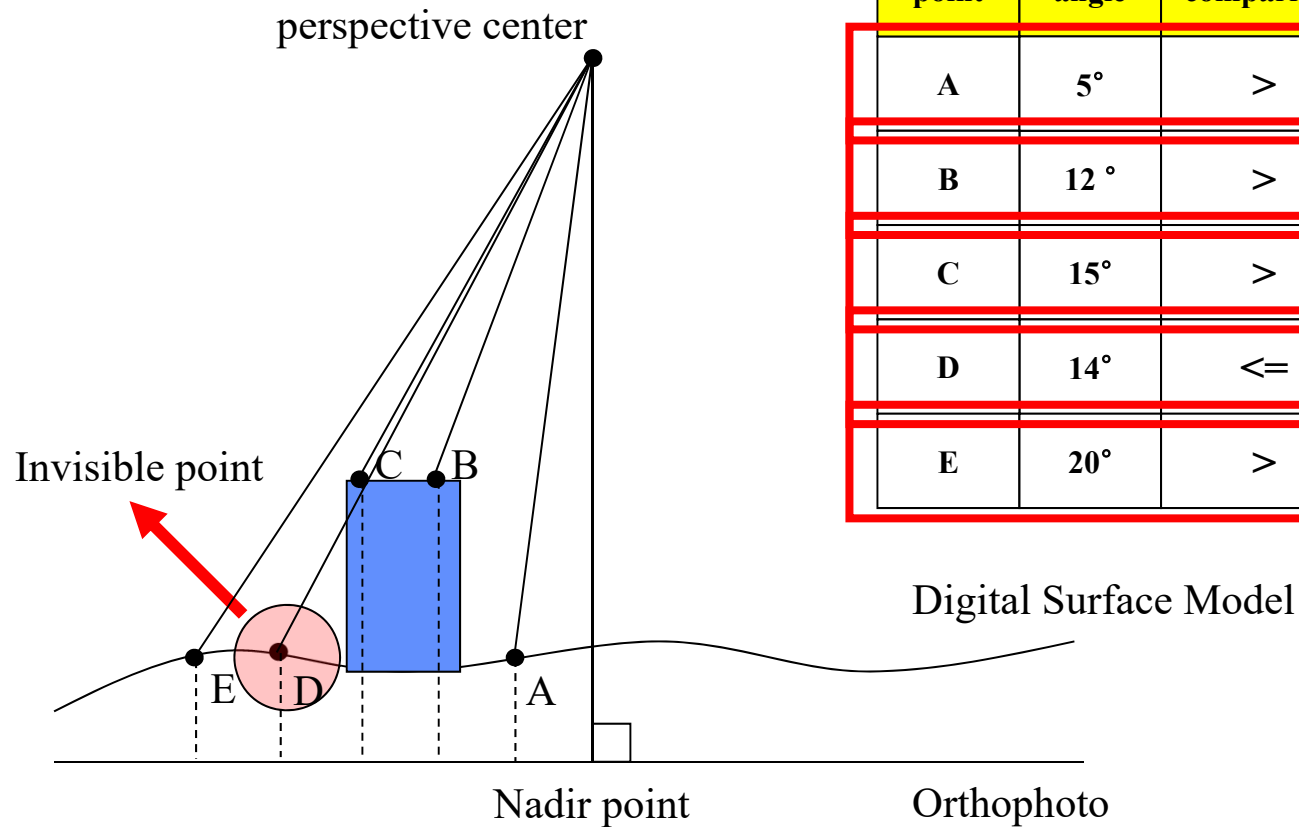 perspective center
A 5° >
B 12 ° >
C 15° >
D 14° <=
E 20° >
C B
Invisible point
Digital Surface Model
E D A
Nadir point Orthophoto